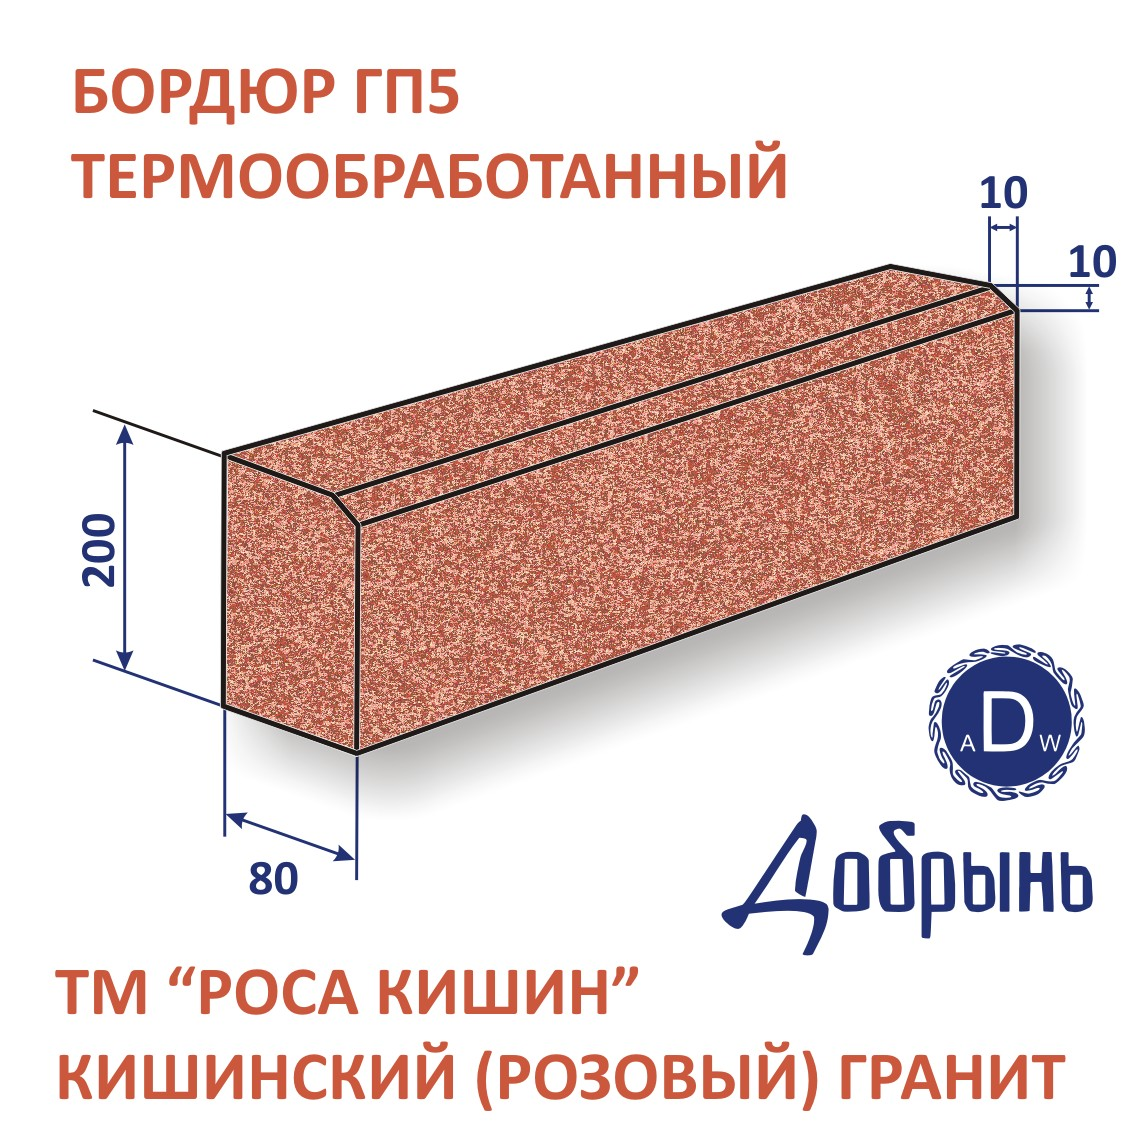 БОРДЮР ГП5
ТЕРМООБРАБОТАННЫЙ
10
10
200
80
A D W
Добрынь
ТМ “РОСА КИШИН”
КИШИНСКИЙ (РОЗОВЫЙ) ГРАНИТ